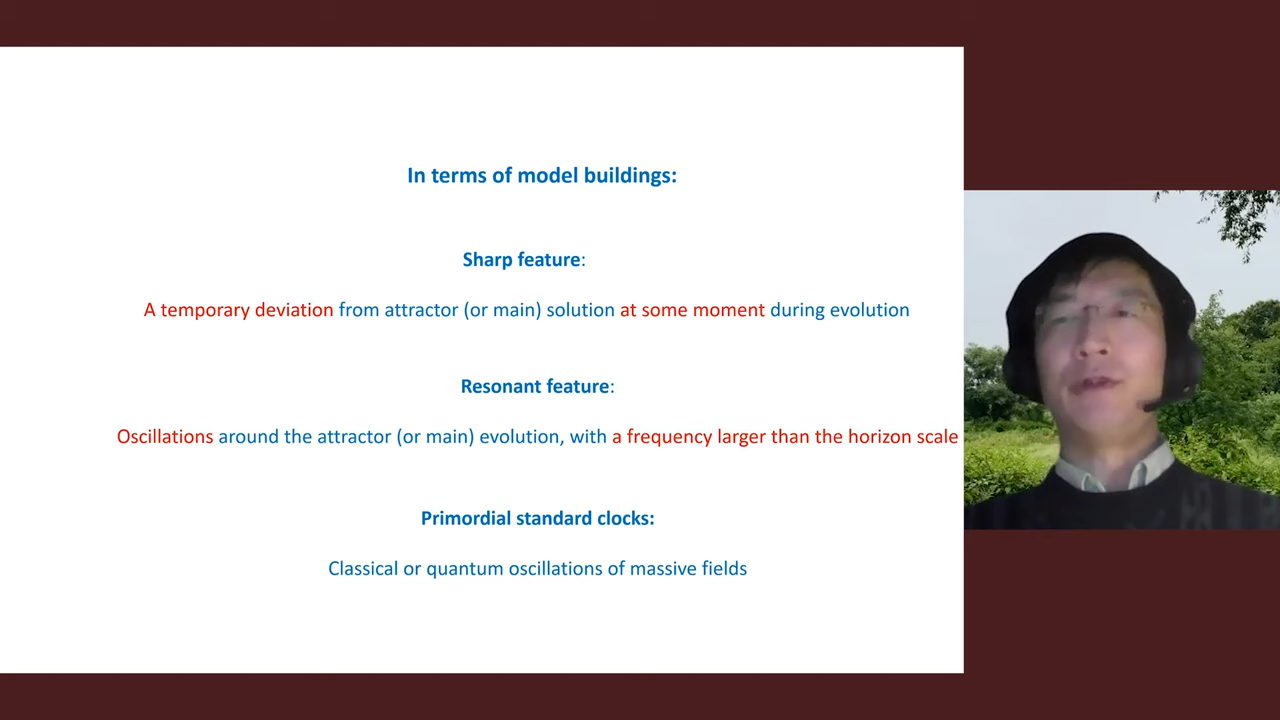 In terms of model buildings:
Sharp feature:
A temporary deviation from attractor (or main) solution at some moment during evolution
Resonant feature:
Oscillations around the attractor (or main) evolution, with a frequency larger than the horizon scale
Primordial standard clocks:
Classical or quantum oscillations of massive fields